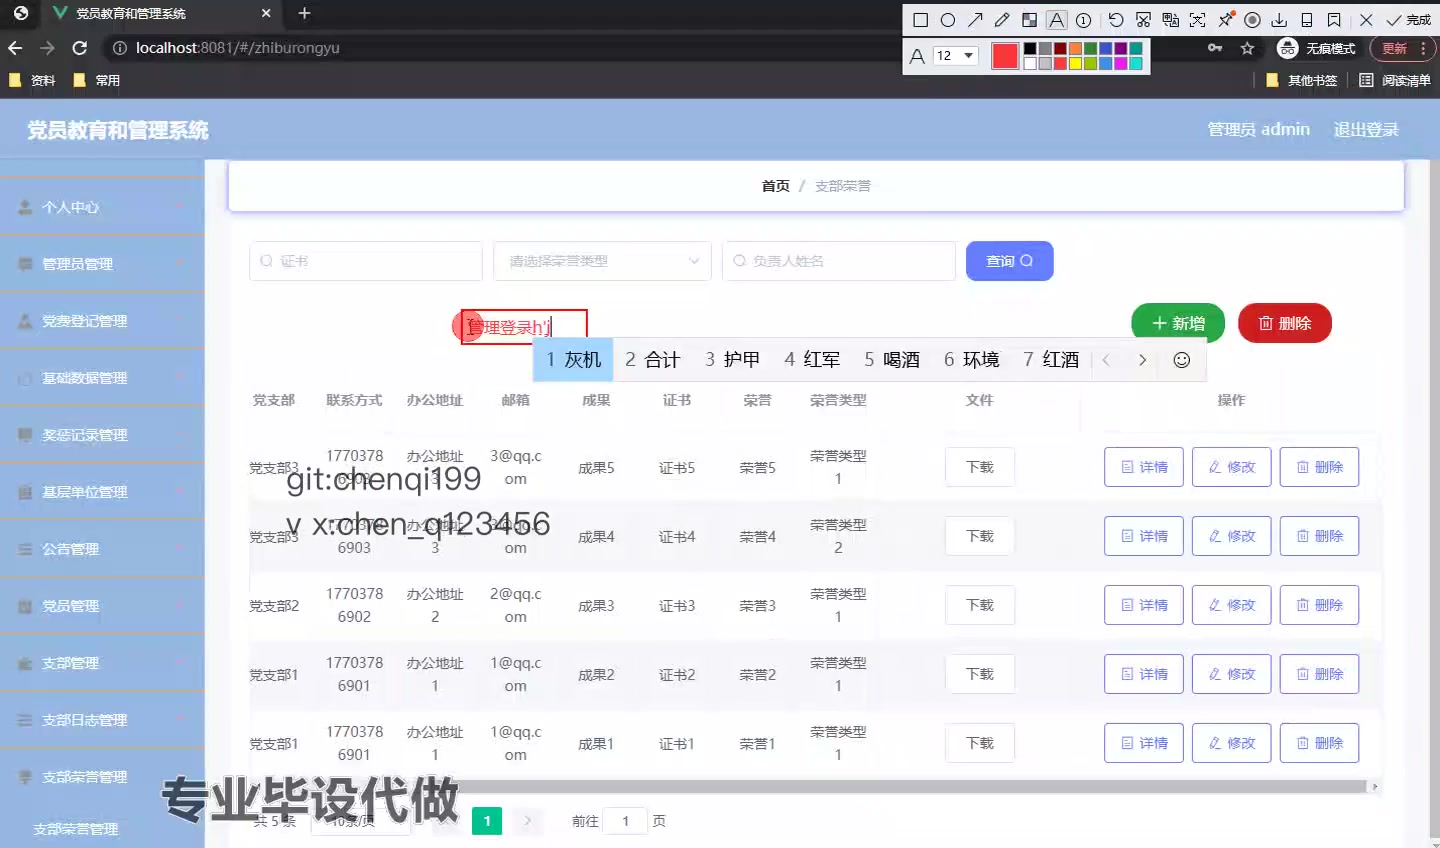 党员教育和管理系统
12
完成
localhost:8081/#/zhiburongyu
无痕模式
更新
资料
常用
其他书签
阅读清单
党员教育和管理系统
管理员 admin
退出登录
首页 / 支部荣誉
个人中心
管理员管理
党费登记管理
基础数据管理
奖惩记录管理
基层单位管理
公告管理
党员管理
支部管理
支部日志管理
支部荣誉管理
支部荣誉管理
证书
请选择荣誉类型
负责人姓名
查询
管理登录h'j
新增
删除
1 灰机 2 合计 3 护甲 4 红军 5 喝酒 6 环境 7 红酒
党支部 联系方式 办公地址 邮箱 成果 证书 荣誉 荣誉类型 文件 操作
党支部3 1770378 办公地址 3@qq.c 成果5 证书5 荣誉5 荣誉类型 下载 详情 修改 删除
om 1
git:chenqi199
党支部3 办公地址 成果4 证书4 荣誉4 荣誉类型 下载 详情 修改 删除
6903 3 om 2
v x:chen_q123456
党支部2 1770378 办公地址 2@qq.c 成果3 证书3 荣誉3 荣誉类型 下载 详情 修改 删除
6902 2 om 1
党支部1 1770378 办公地址 1@qq.c 成果2 证书2 荣誉2 荣誉类型 下载 详情 修改 删除
6901 1 om 1
党支部1 1770378 办公地址 1@qq.c 成果1 证书1 荣誉1 荣誉类型 下载 详情 修改 删除
6901 1 om 1
专业毕设代做
共 5 条 10条/页 1 前往 1 页